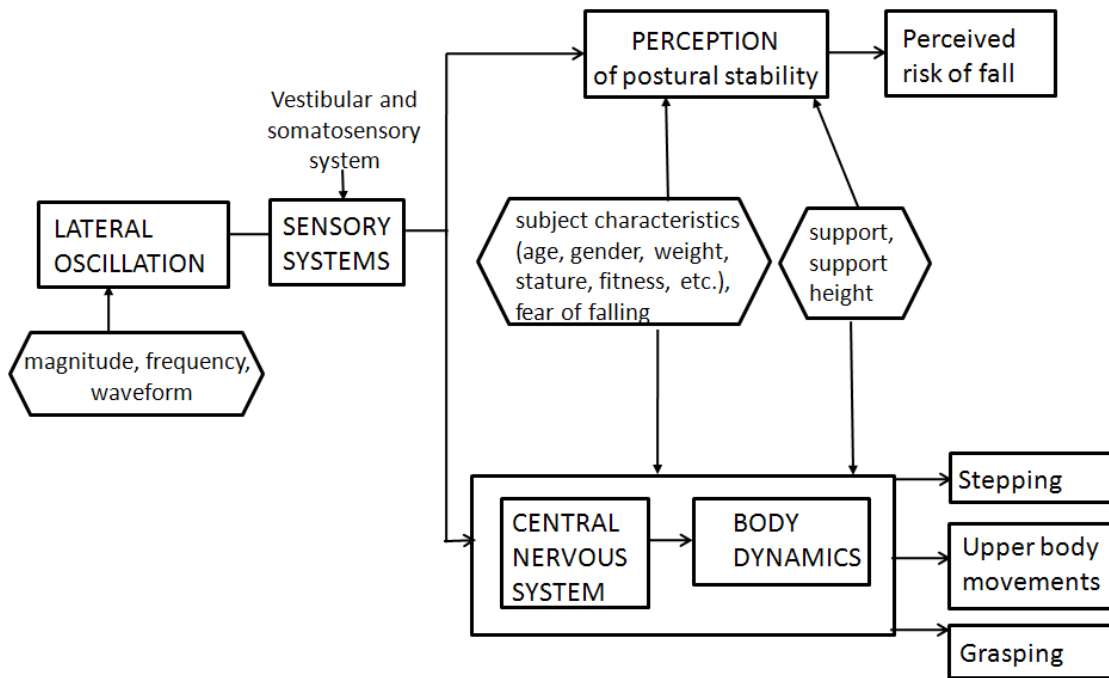 PERCEPTION
of postural stability
Perceived
risk of fall
Vestibular and
somatosensory
system
LATERAL
OSCILLATION
SENSORY
SYSTEMS
subject characteristics
(age, gender, weight,
stature, fitness, etc.),
fear of falling
support,
support
height
magnitude, frequency,
waveform
CENTRAL
NERVOUS
SYSTEM
BODY
DYNAMICS
Stepping
Upper body
movements
Grasping